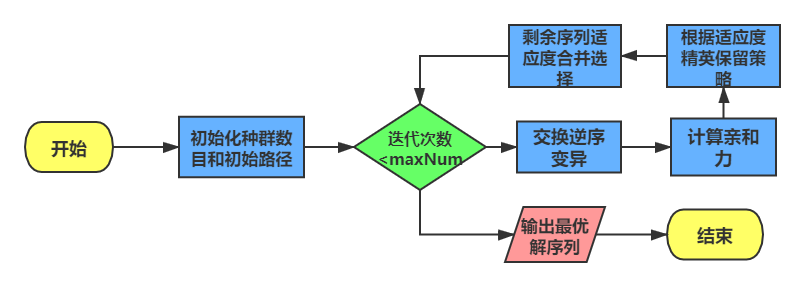 开始
初始化种群数
目和初始路径
迭代次数
<maxNum
交换逆序
变异
计算亲和
力
根据适应度
精英保留策
略
剩余序列适
应度合并选
择
输出最优
解序列
结束